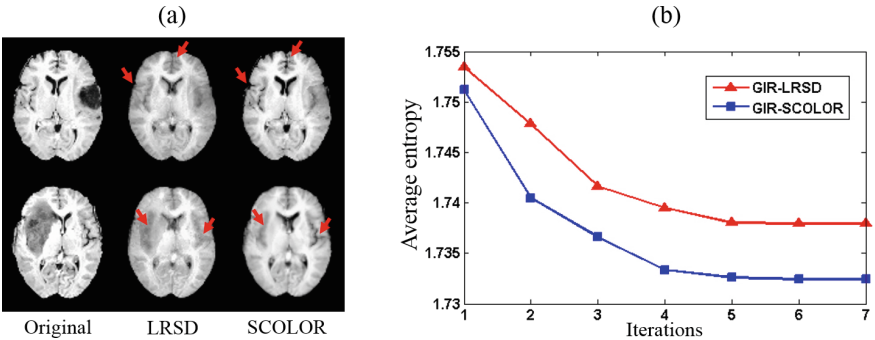 (a)
Original LRSD SCOLOR
(b)
Average entropy
1.755
1.75
1.745
1.74
1.735
1.73
GIR-LRSD
GIR-SCOLOR
1 2 3 4 5 6 7
Iterations